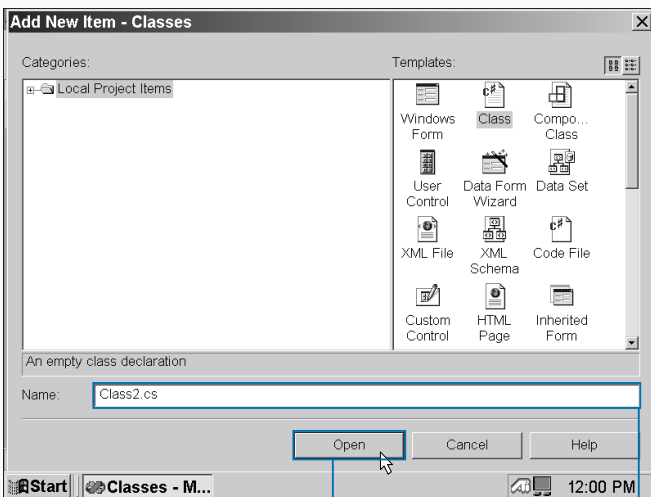 Add New Item - Classes
Categories:
Templates:
Local Project Items
Windows Form
Class
Compo... Class
User Control
Data Form Wizard
Data Set
XML File
XML Schema
Code File
Custom Control
HTML Page
Inherited Form
An empty class declaration
Name:
Class2.cs
Open
Cancel
Help
Start
Classes - M...
12:00 PM